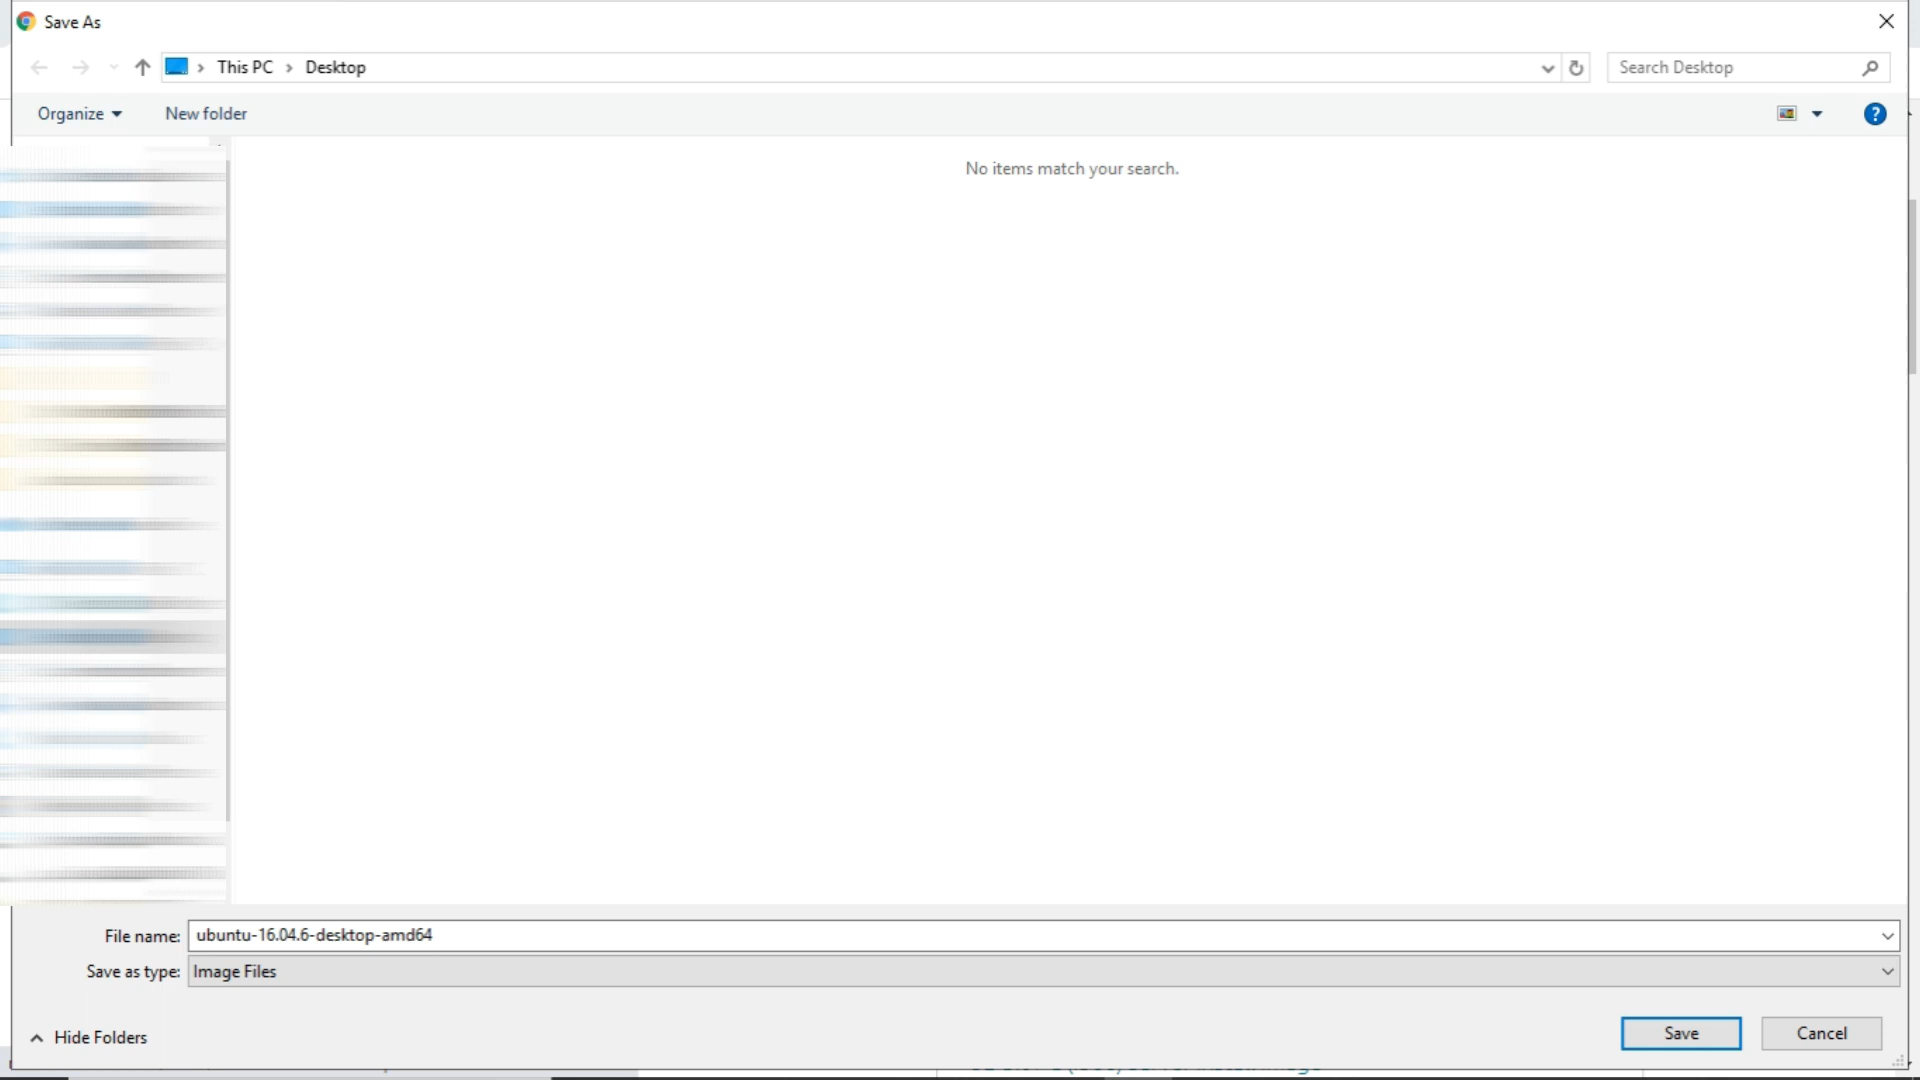 Save As
This PC
Desktop
Search Desktop
Organize
New folder
?
No items match your search.
File name: ubuntu-16.04.6-desktop-amd64
Save as type: Image Files
Hide Folders
Save
Cancel